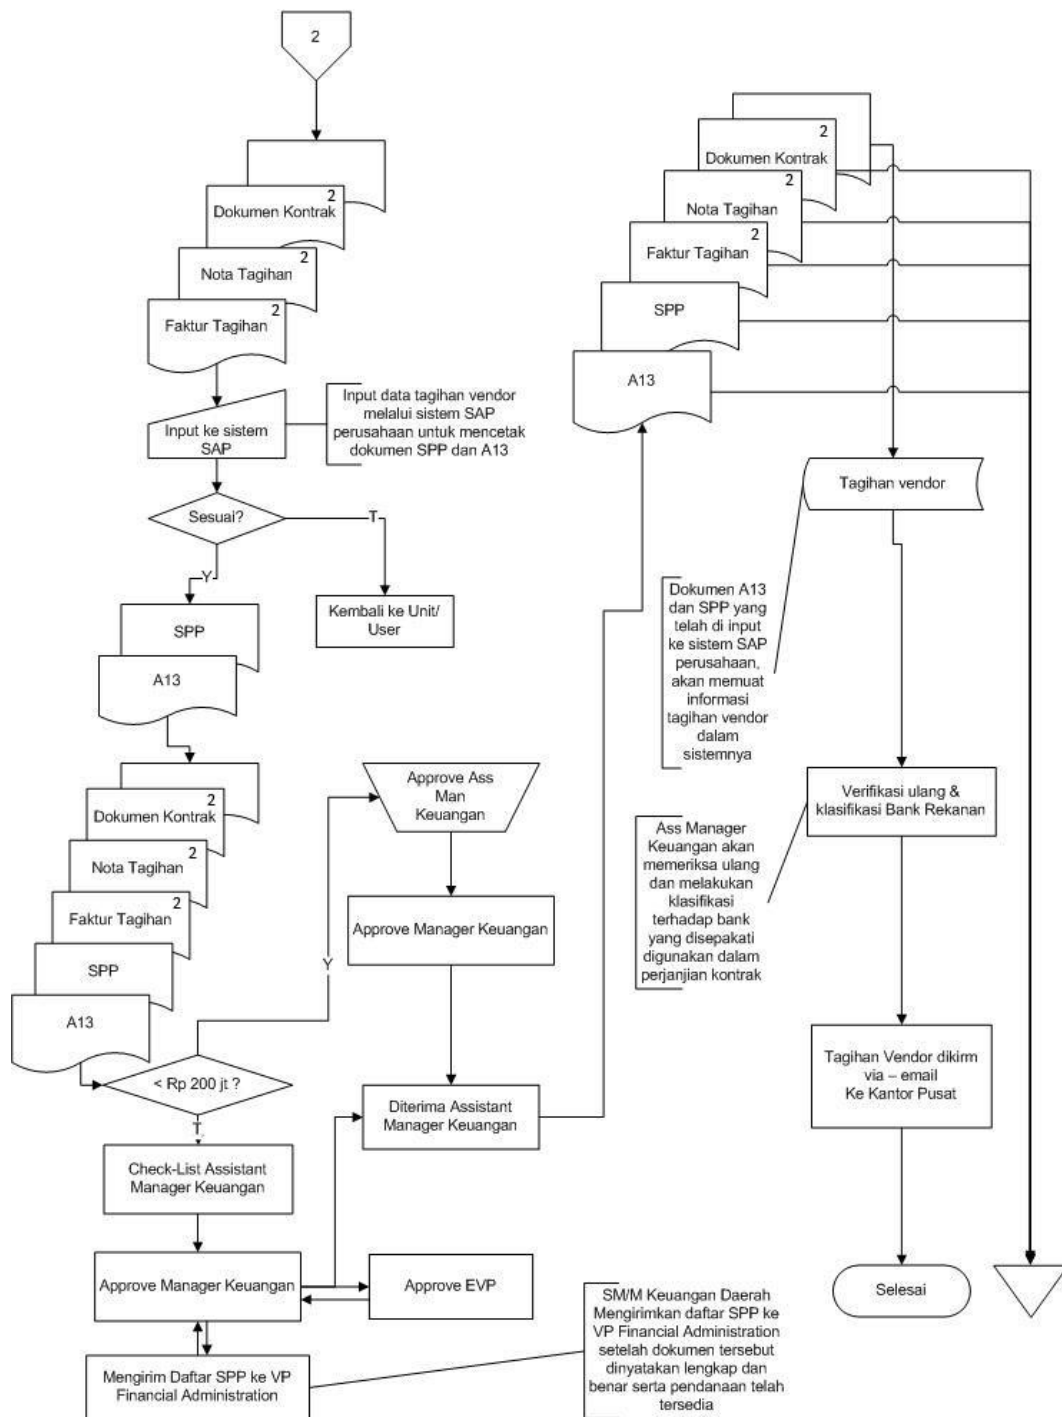 2
2
Dokumen Kontrak
2
Nota Tagihan
2
Faktur Tagihan
Input ke sistem
SAP
Input data tagihan vendor
melalui sistem SAP
perusahaan untuk mencetak
dokumen SPP dan A13
Sesuai?
T
Y
Kembali ke Unit/
User
SPP
A13
2
Dokumen Kontrak
2
Nota Tagihan
2
Faktur Tagihan
SPP
A13
< Rp 200 jt ?
Y
T
Check-List Assistant
Manager Keuangan
Approve Manager Keuangan
Mengirim Daftar SPP ke VP
Financial Administration
Approve Ass
Man
Keuangan
Approve Manager Keuangan
Diterima Assistant
Manager Keuangan
Approve EVP
SM/M Keuangan Daerah
Mengirimkan daftar SPP ke
VP Financial Administration
setelah dokumen tersebut
dinyatakan lengkap dan
benar serta pendanaan telah
tersedia
2
Dokumen Kontrak
2
Nota Tagihan
2
Faktur Tagihan
SPP
A13
Tagihan vendor
Dokumen A13
dan SPP yang
telah di input
ke sistem SAP
perusahaan,
akan memuat
informasi
tagihan vendor
dalam
sistemnya
Verifikasi ulang &
klasifikasi Bank Rekanan
Ass Manager
Keuangan akan
memeriksa ulang
dan melakukan
klasifikasi
terhadap bank
yang disepakati
digunakan dalam
perjanjian kontrak
Tagihan Vendor dikirm
via – email
Ke Kantor Pusat
Selesai